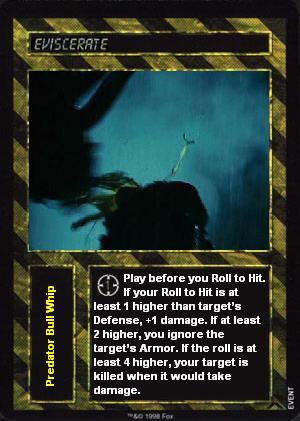 EVISCERATE
Predator Bull Whip
Play before you Roll to Hit.
If your Roll to Hit is at
least 1 higher than target's
Defense, +1 damage. If at least
2 higher, you ignore the
target's Armor. If the roll is at
least 4 higher, your target is
killed when it would take
damage.
EVENT
™&© 1998 Fox